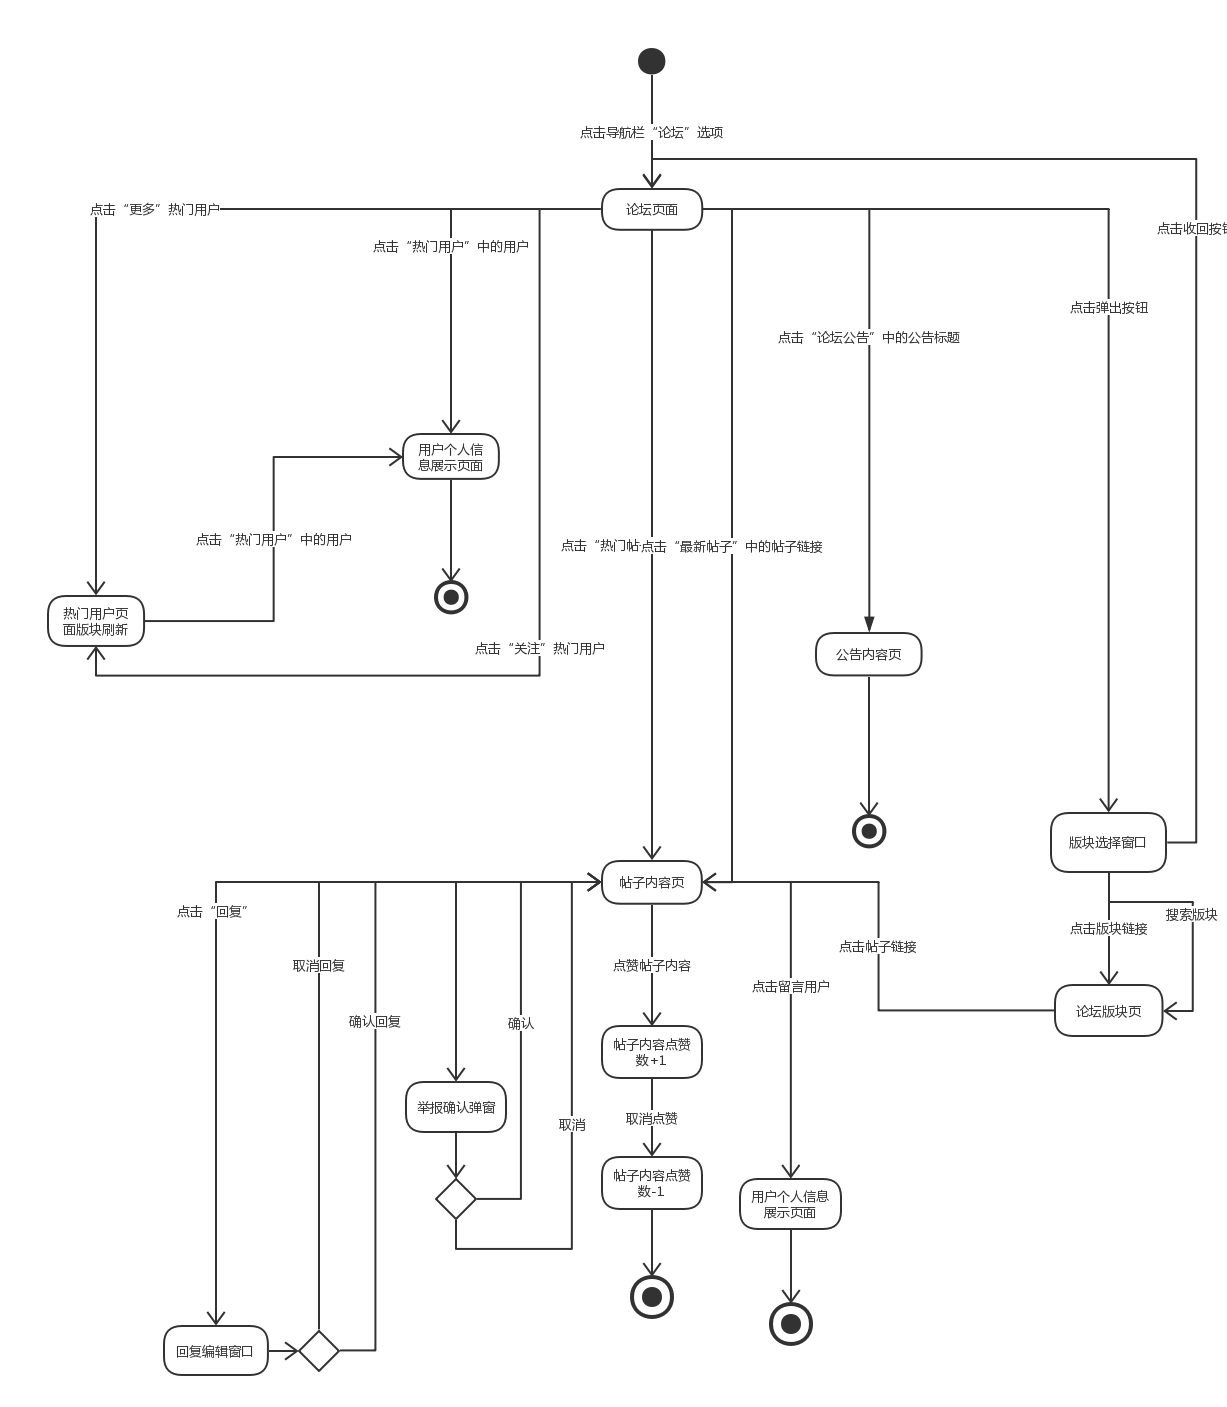 点击导航栏“论坛”选项
点击“更多”热门用户
论坛页面
点击收回按
点击“热门用户”中的用户
点击弹出按钮
点击“论坛公告”中的公告标题
用户个人信
息展示页面
点击“热门用户”中的用户
点击“热门帖
点击“最新帖子”中的帖子链接
热门用户页
面版块刷新
点击“关注”热门用户
公告内容页
版块选择窗口
帖子内容页
点击“回复”
搜索版块
点击版块链接
点击帖子链接
取消回复
点赞帖子内容
点击留言用户
论坛版块页
确认回复
确认
帖子内容点赞
数+1
举报确认弹窗
取消
取消点赞
帖子内容点赞
数-1
用户个人信息
展示页面
回复编辑窗口